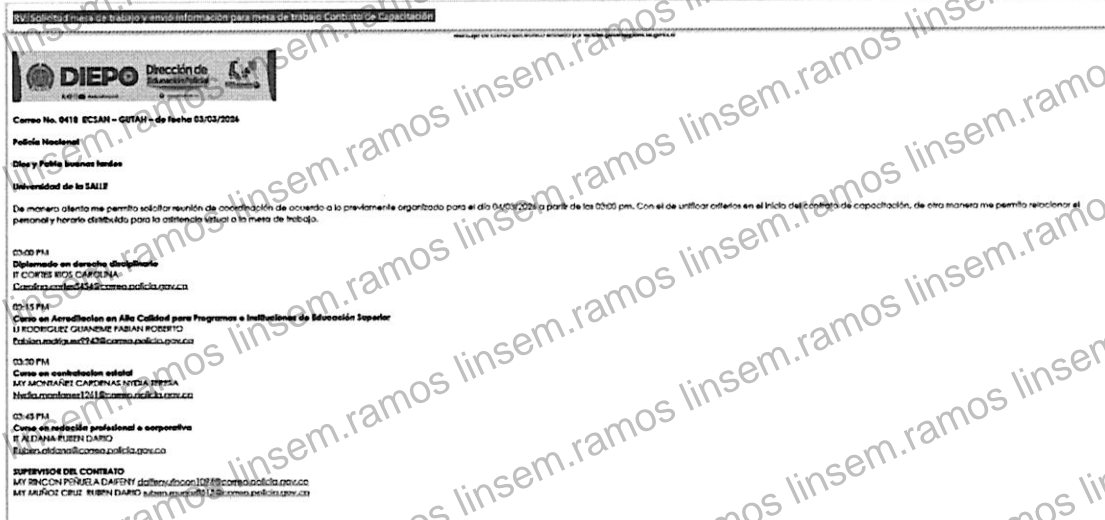 RV: Solicitud mesa de trabajo y envió información para mesa de trabajo Contrato de Capacitación
DIEPO Dirección de
Educación Policial
Correo No. 0418 ECSAN – GUTAH – de fecha 03/03/2026
Policía Nacional
Dios y Patria buenas tardes
Universidad de la SALLE
De manera atenta me permito solicitar reunión de coordinación de acuerdo a lo previamente organizado para el día 04/03/2026 a partir de las 03:00 pm. Con el de unificar criterios en el inicio del contrato de capacitación, de otra manera me permito relacionar el
personal y horario distribuido para la asistencia virtual a la mesa de trabajo.
03:00 PM
Diplomado en derecho disciplinario
IT CORTES RIOS CAROLINA
03:15 PM
Curso en Acreditacion en Alta Calidad para Programas e Instituciones de Educación Superior
IJ RODRIGUEZ GUANEME FABIAN ROBERTO
03:30 PM
Curso en contratacion estatal
MY MONTAÑEZ CARDENAS NYDIA TERESA
03:45 PM
Curso en redacción profesional o corporativa
IT ALDANA RUBEN DARIO
SUPERVISOR DEL CONTRATO
MY RINCON PEÑUELA DAIFENY
MY MUÑOZ CRUZ RUBEN DARIO
linsem.ramos linsem.ramos linsem.ramos